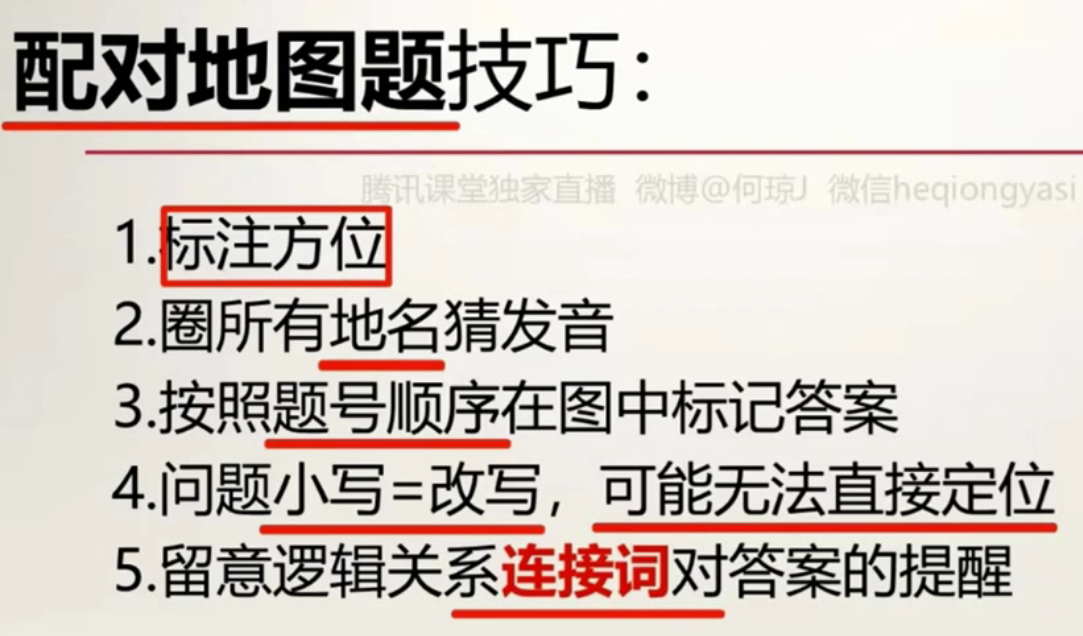 配对地图题技巧：
腾讯课堂独家直播 微博@何琼J 微信heqiongyasi
1.标注方位
2.圈所有地名猜发音
3.按照题号顺序在图中标记答案
4.问题小写=改写，可能无法直接定位
5.留意逻辑关系连接词对答案的提醒